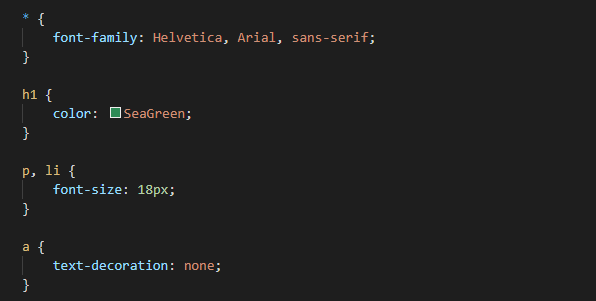 * {
    font-family: Helvetica, Arial, sans-serif;
}
h1 {
    color: SeaGreen;
}
p, li {
    font-size: 18px;
}
a {
    text-decoration: none;
}